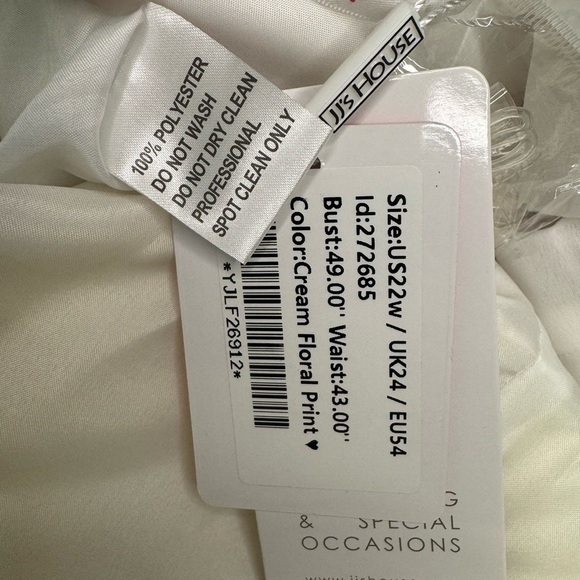 JJ's HOUSE
100% POLYESTER
DO NOT WASH
DO NOT DRY CLEAN
PROFESSIONAL
SPOT CLEAN ONLY
Size:US22w / UK24 / EU54
Id:272685
Bust:49.00" Waist:43.00"
Color:Cream Floral Print ♥
*YJLF26912*
G
& SPECIAL
OCCASIONS